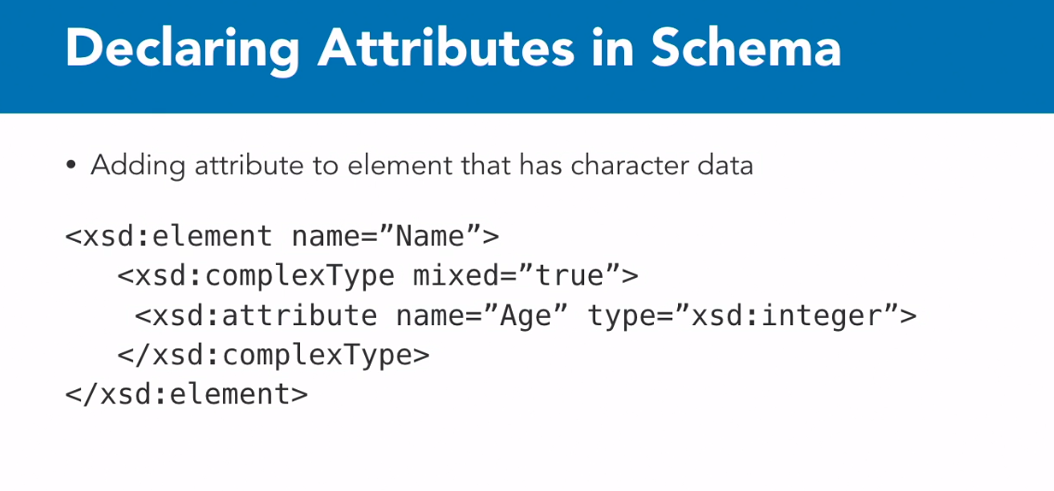 Declaring Attributes in Schema
• Adding attribute to element that has character data
<xsd:element name=”Name”>
<xsd:complexType mixed=”true”>
<xsd:attribute name=”Age” type=”xsd:integer”>
</xsd:complexType>
</xsd:element>